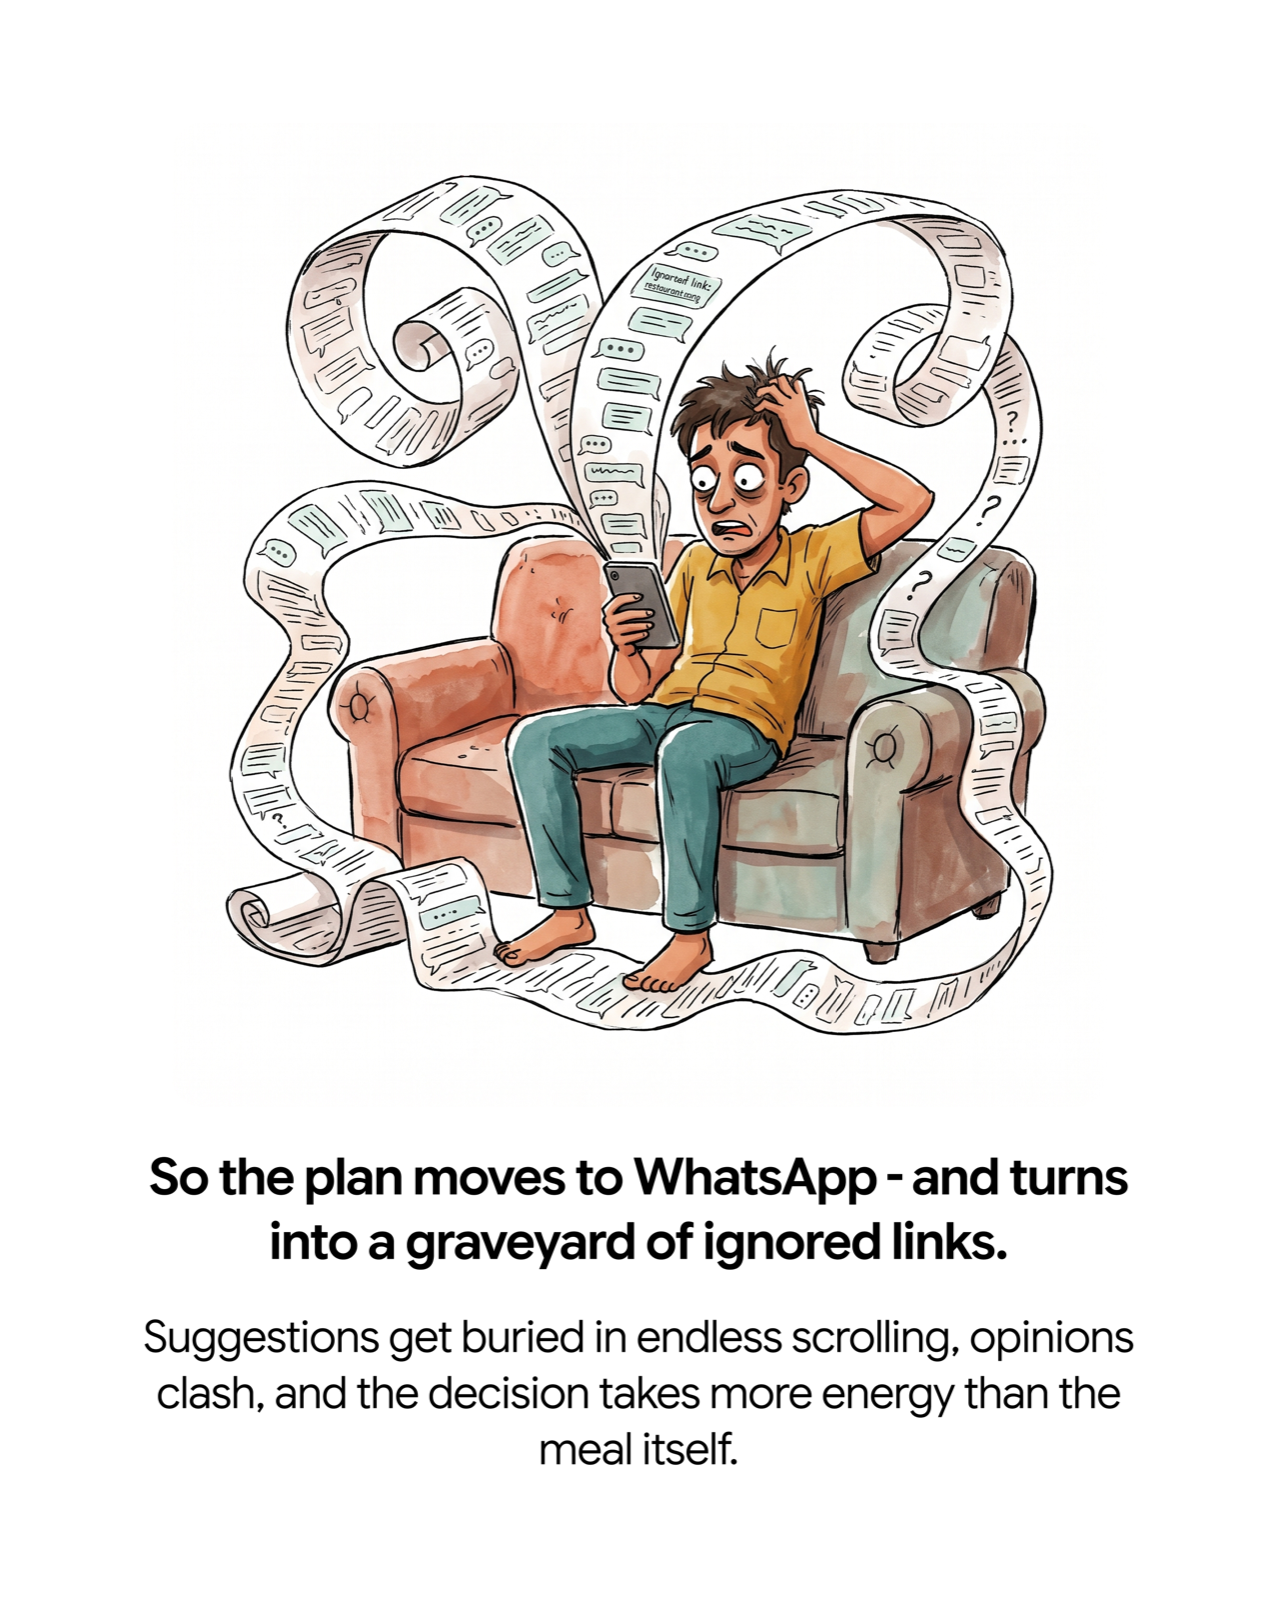 Ignored link:
So the plan moves to WhatsApp - and turns
into a graveyard of ignored links.
Suggestions get buried in endless scrolling, opinions
clash, and the decision takes more energy than the
meal itself.